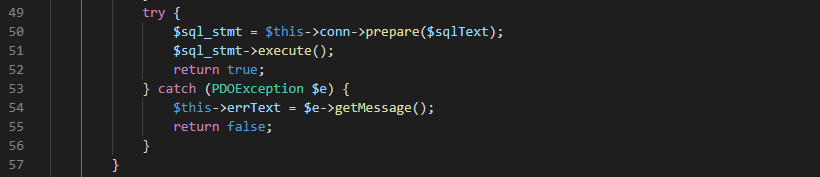 49 try {
50 $sql_stmt = $this->conn->prepare($sqlText);
51 $sql_stmt->execute();
52 return true;
53 } catch (PDOException $e) {
54 $this->errText = $e->getMessage();
55 return false;
56 }
57 }